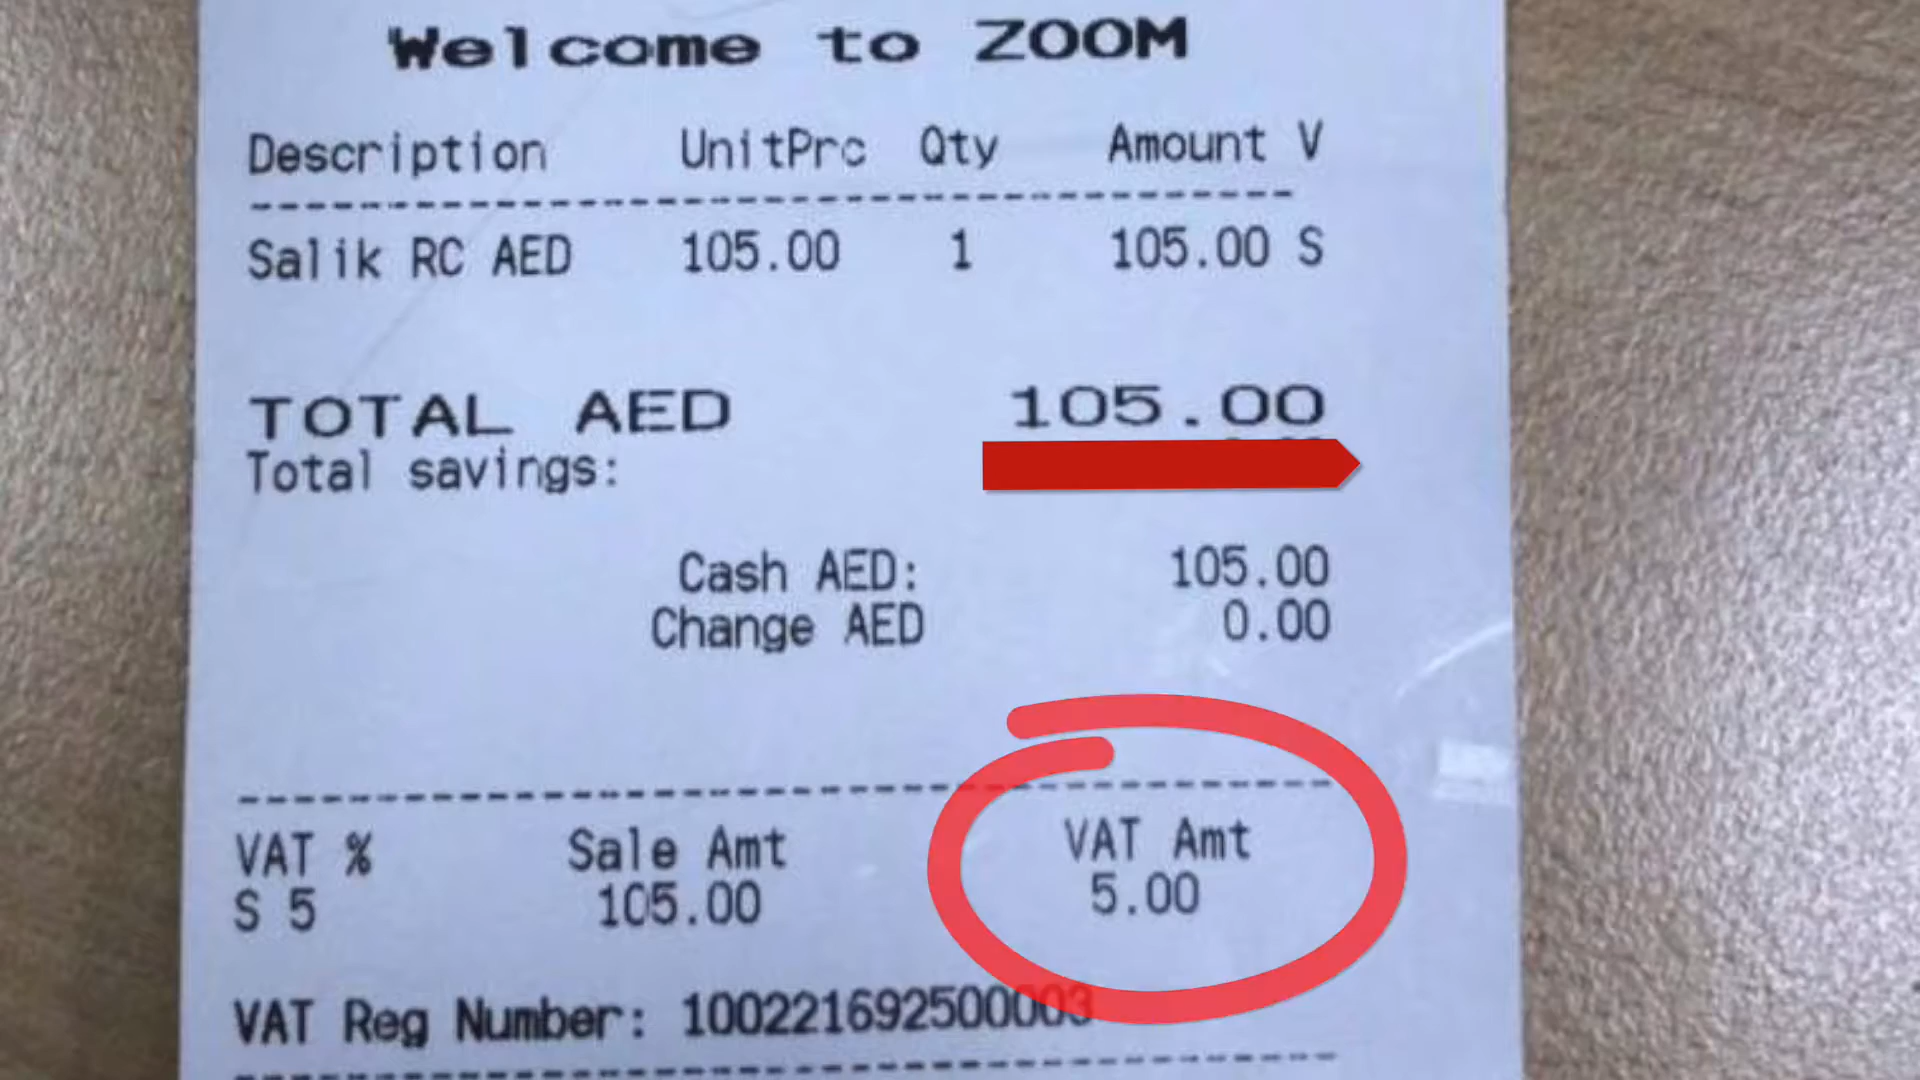 Welcome to ZOOM
Description UnitPrc Qty Amount V
Salik RC AED 105.00 1 105.00 S
TOTAL AED 105.00
Total savings:
Cash AED: 105.00
Change AED 0.00
VAT % Sale Amt VAT Amt
S 5 105.00 5.00
VAT Reg Number: 100221692500003